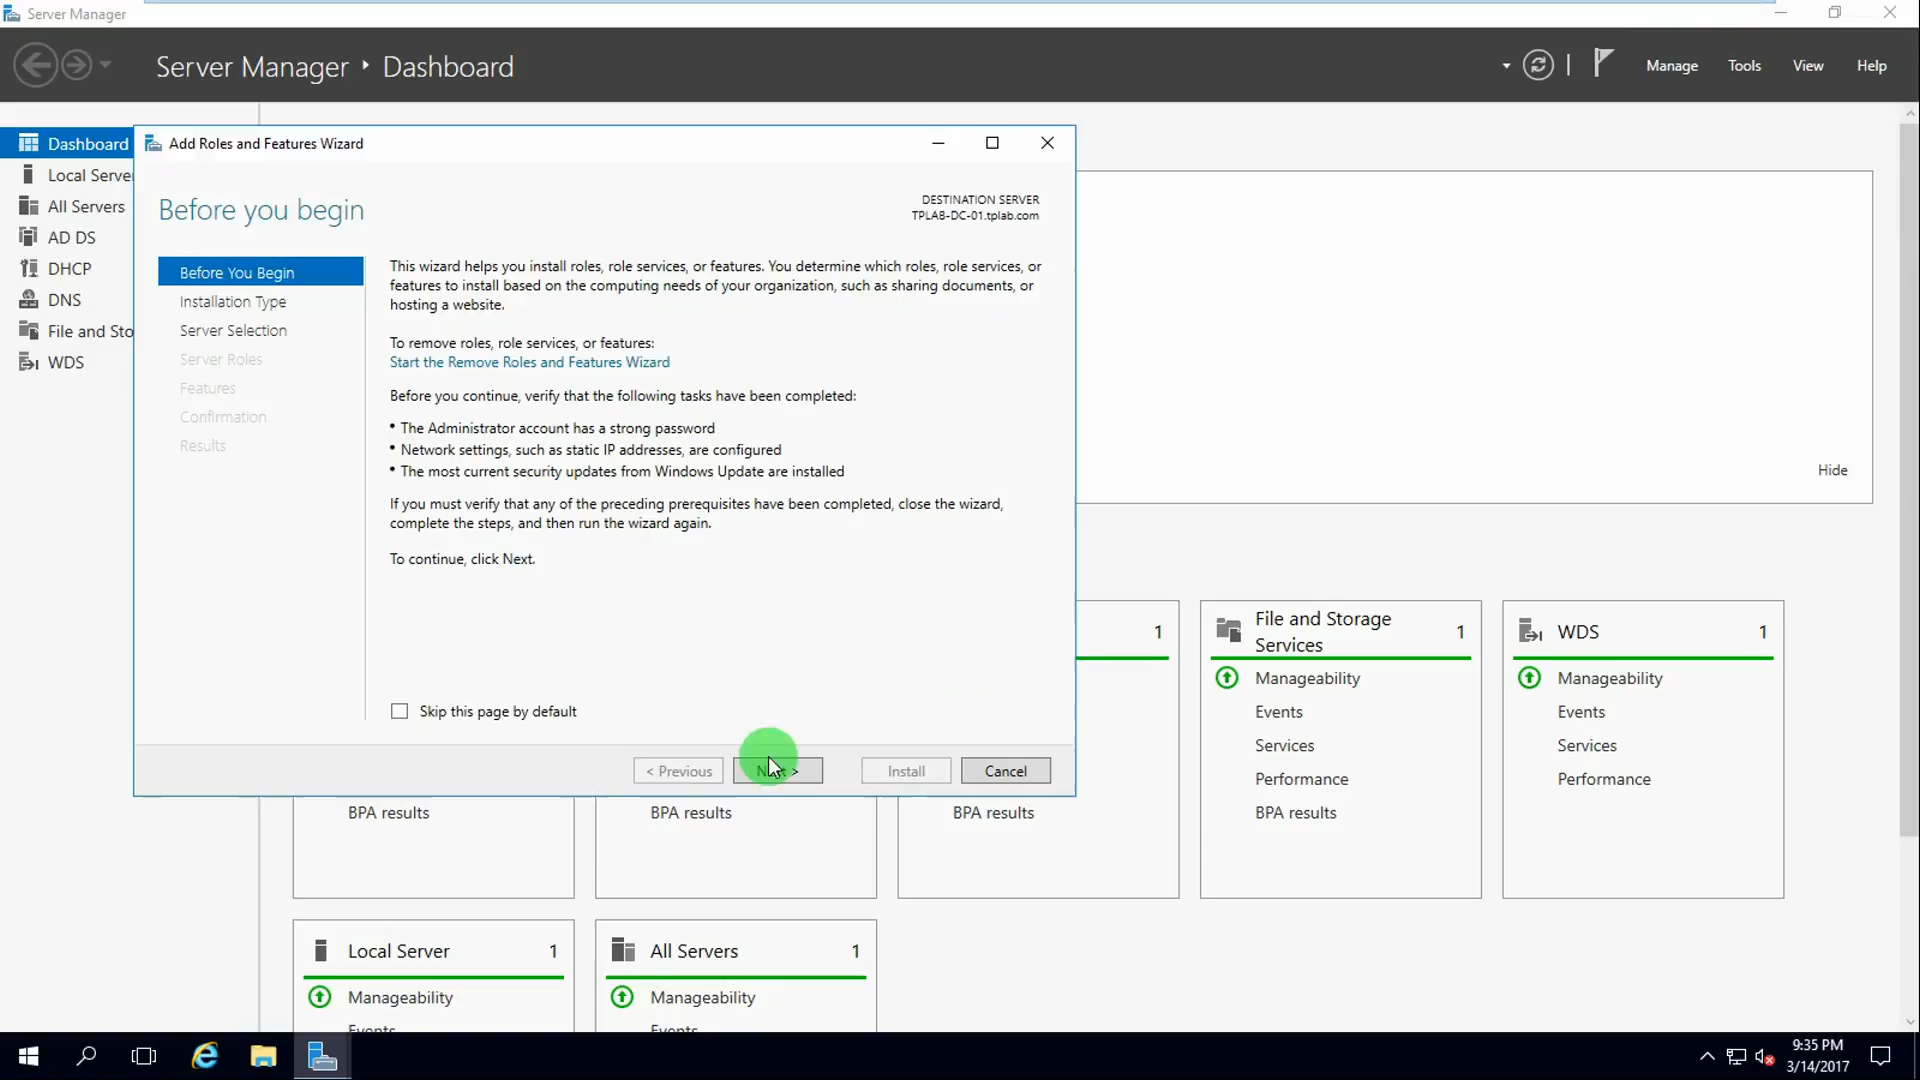 Server Manager
Server Manager Dashboard
Manage Tools View Help
Dashboard
Local Serve
All Servers
AD DS
DHCP
DNS
File and Sto
WDS
Add Roles and Features Wizard
Before you begin
DESTINATION SERVER
TPLAB-DC-01.tplab.com
Before You Begin
Installation Type
Server Selection
Server Roles
Features
Confirmation
Results
This wizard helps you install roles, role services, or features. You determine which roles, role services, or
features to install based on the computing needs of your organization, such as sharing documents, or
hosting a website.
To remove roles, role services, or features:
Start the Remove Roles and Features Wizard
Before you continue, verify that the following tasks have been completed:
• The Administrator account has a strong password
• Network settings, such as static IP addresses, are configured
• The most current security updates from Windows Update are installed
If you must verify that any of the preceding prerequisites have been completed, close the wizard,
complete the steps, and then run the wizard again.
To continue, click Next.
Skip this page by default
< Previous
>
Install
Cancel
Hide
1
File and Storage
Services
1
Manageability
Events
Services
Performance
BPA results
WDS 1
Manageability
Events
Services
Performance
BPA results
BPA results
BPA results
Local Server 1
Manageability
Events
All Servers 1
Manageability
Events
9:35 PM
3/14/2017